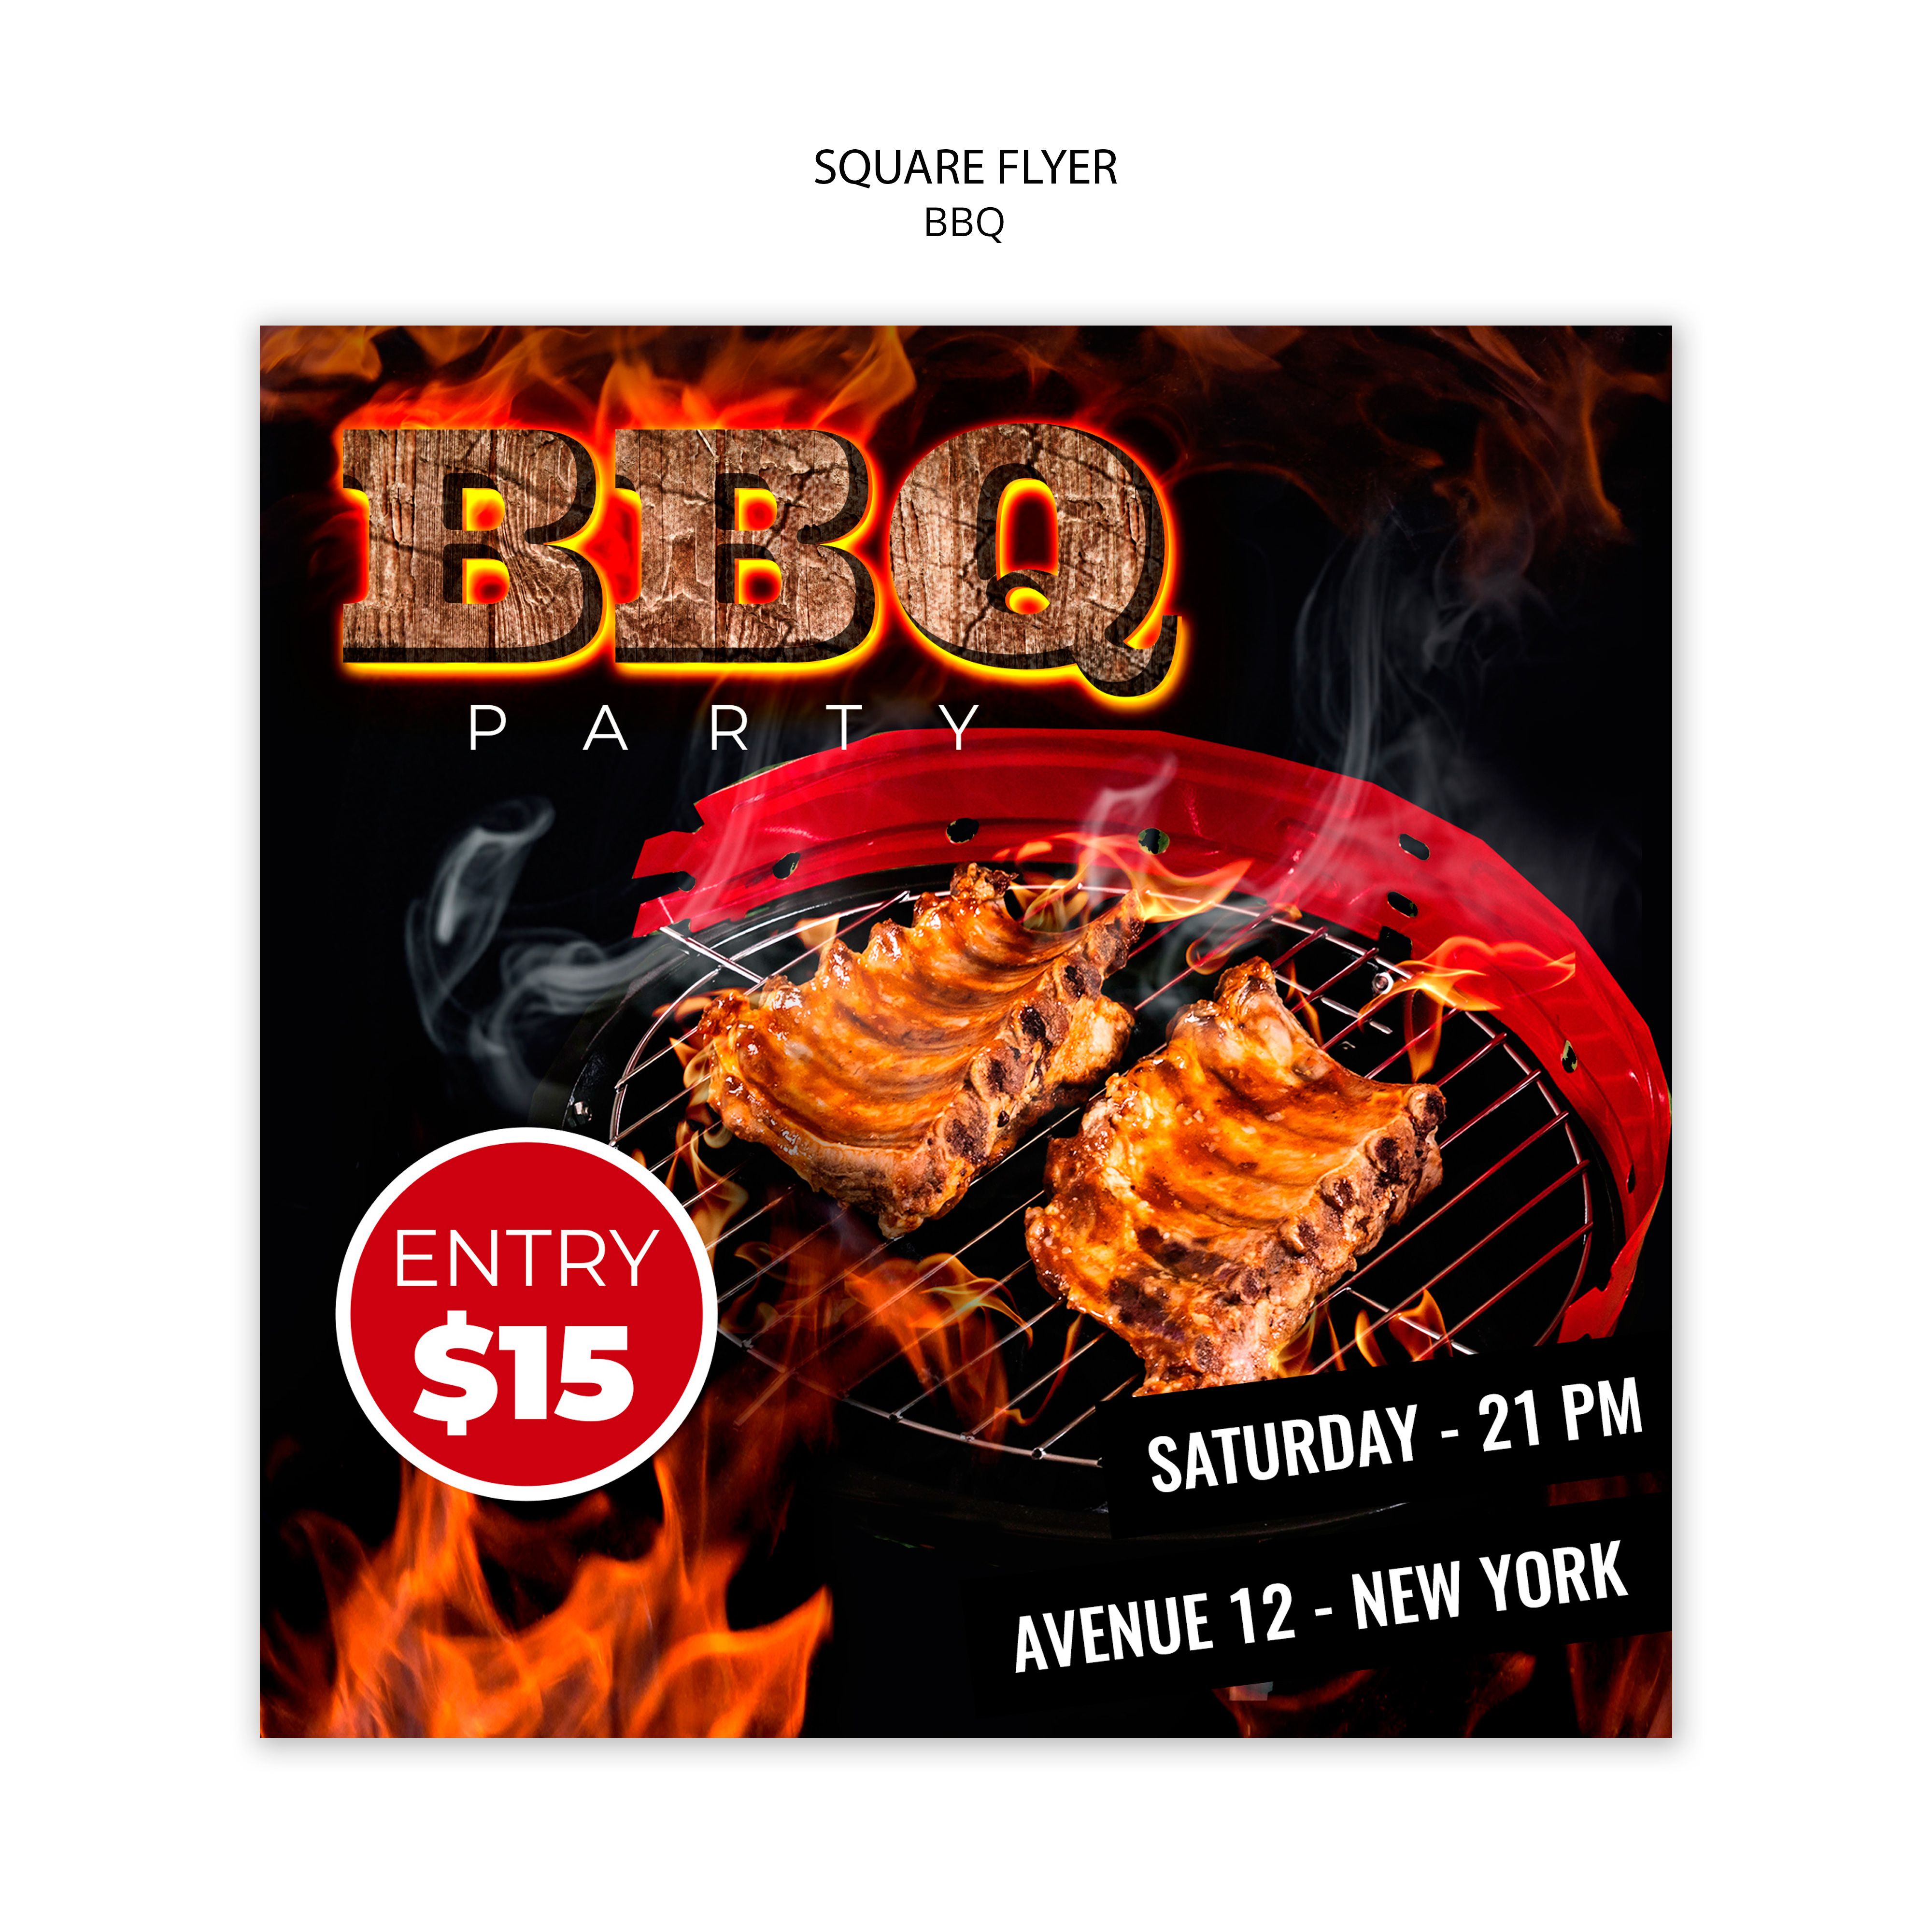 SQUARE FLYER
BBQ
BBQ
PARTY
ENTRY
$15
SATURDAY - 21 PM
AVENUE 12 - NEW YORK